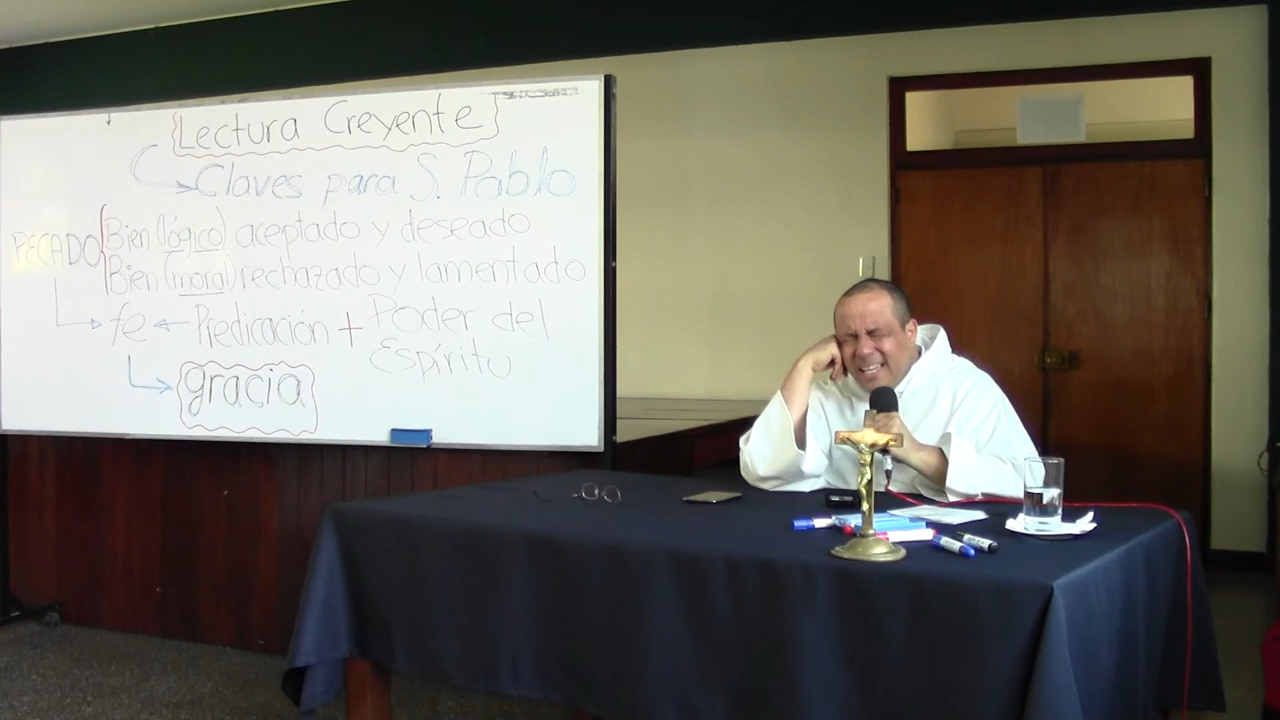 Lectura Creyente
Claves para S. Pablo
PECADO
Bien (lógico) aceptado y deseado
Bien (moral) rechazado y lamentado
fe Predicación + Poder del Espíritu
gracia